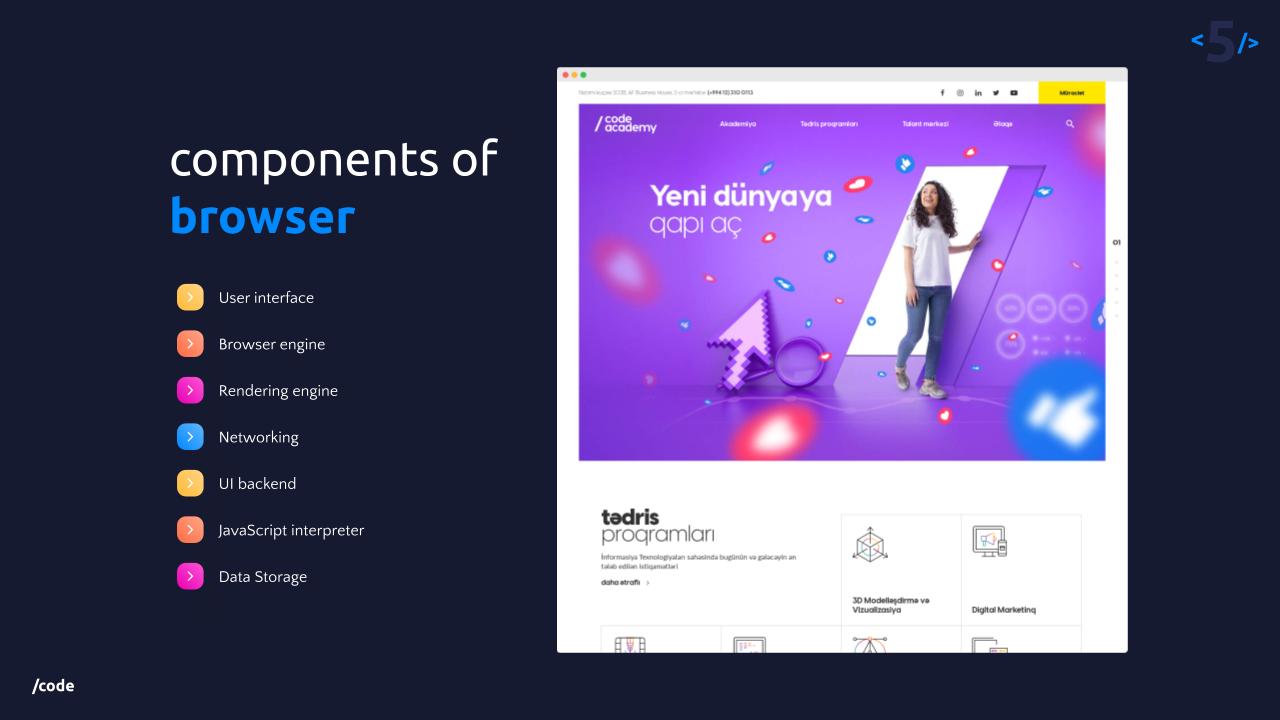 <5/>
components of
browser
User interface
Browser engine
Rendering engine
Networking
UI backend
JavaScript interpreter
Data Storage
(+994 12) 310 0113
Müraciət
/code
academy
Akademiya
Tədris proqramları
Talant mərkəzi
Əlaqə
Yeni dünyaya
qapı aç
01
tədris
proqramları
İnformasiya Texnologiyaları sahəsində bugünün və gələcəyin ən
tələb edilən istiqamətləri
daha ətraflı
3D Modelləşdirmə və
Vizualizasiya
Digital Marketinq
/code